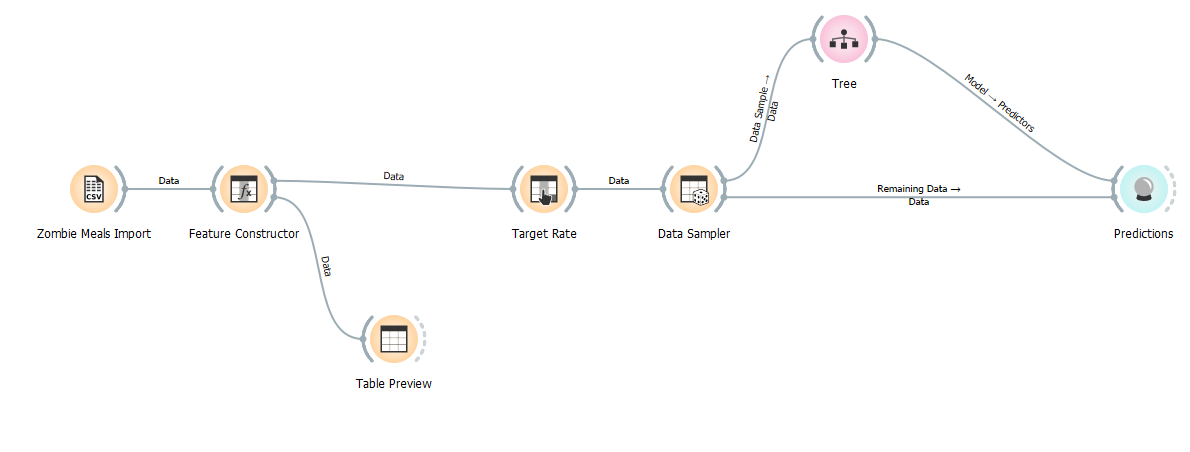 Tree
Data Sample →
Data
Model → Predictors
CSV
Data
fx
Data
Data
Remaining Data →
Data
Zombie Meals Import
Feature Constructor
Target Rate
Data Sampler
Predictions
Data
Table Preview